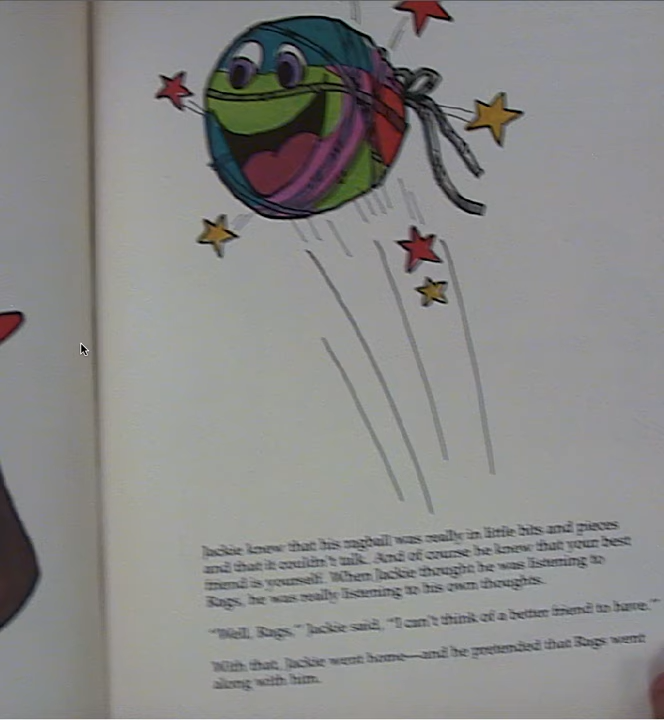 Jackie knew that his ragball was really in little bits and pieces
and that it couldn't talk. And of course he knew that your best
friend is yourself. When Jackie thought he was listening to
Rags, he was really listening to his own thoughts.
"Well, Rags," Jackie said, "I can't think of a better friend to have."
With that, Jackie went home—and he pretended that Rags went
along with him.